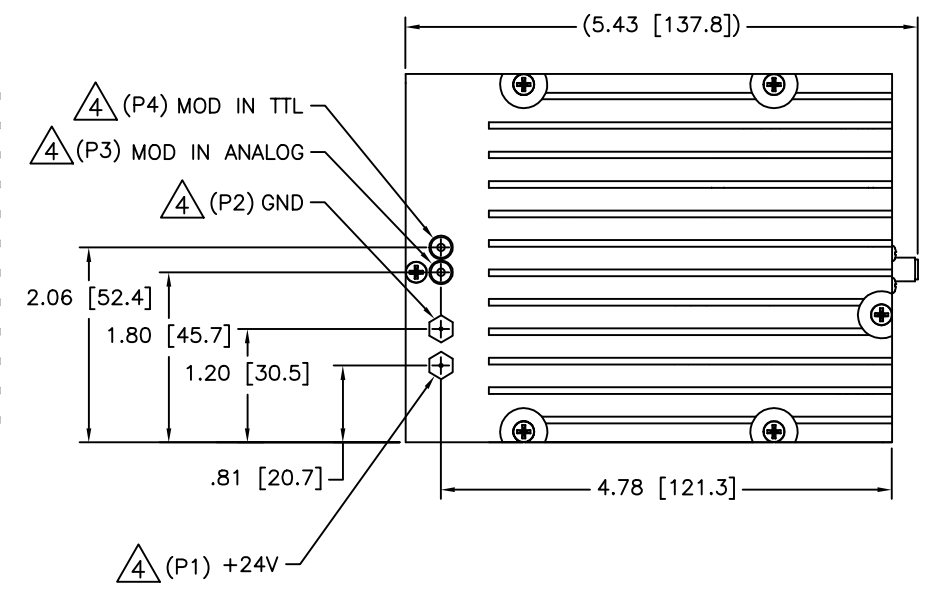 (5.43 [137.8])
4 (P4) MOD IN TTL
4 (P3) MOD IN ANALOG
4 (P2) GND
2.06 [52.4]
1.80 [45.7]
1.20 [30.5]
.81 [20.7]
4.78 [121.3]
4 (P1) +24V